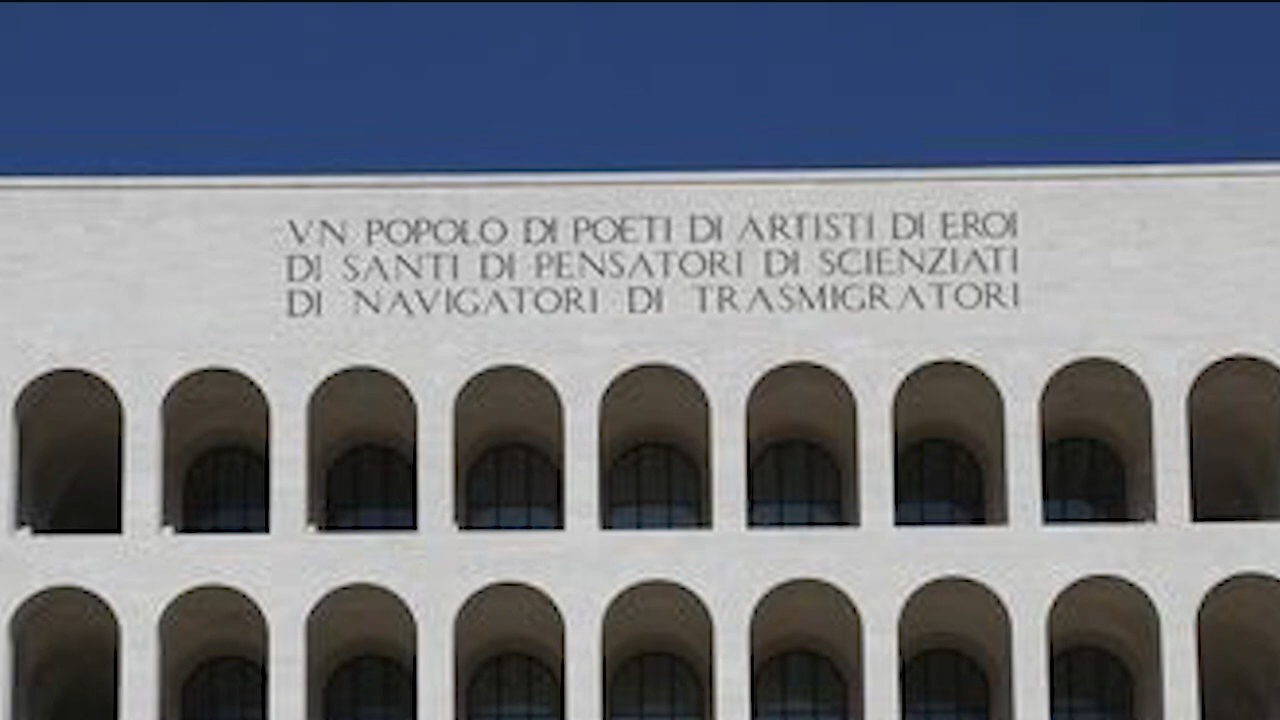 VN POPOLO DI POETI DI ARTISTI DI EROI
DI SANTI DI PENSATORI DI SCIENZIATI
DI NAVIGATORI DI TRASMIGRATORI